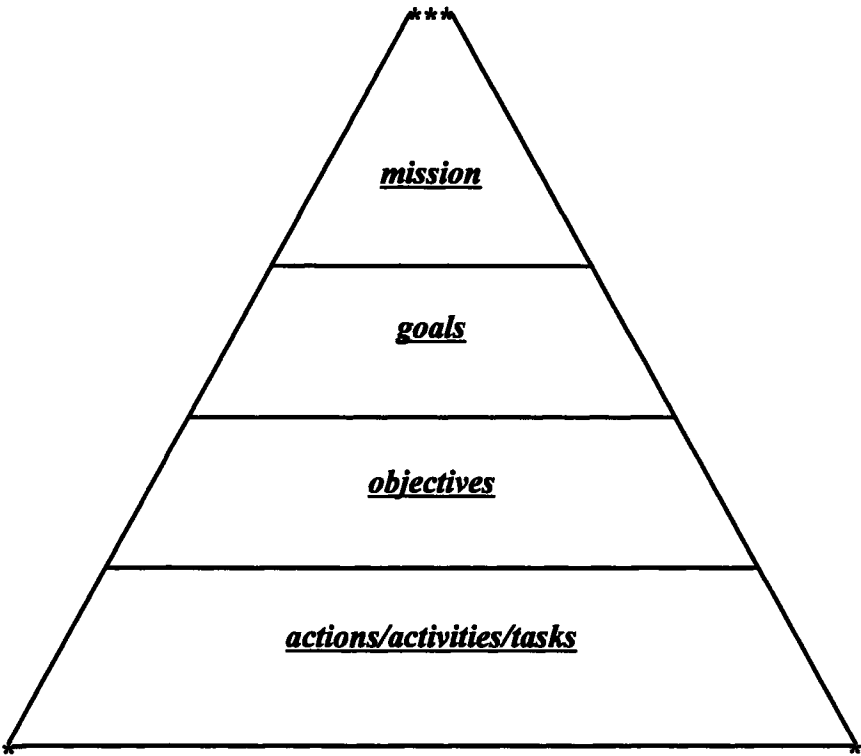 ***
mission
goals
objectives
actions/activities/tasks
* *